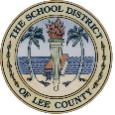 THE SCHOOL DISTRICT
OF LEE COUNTY